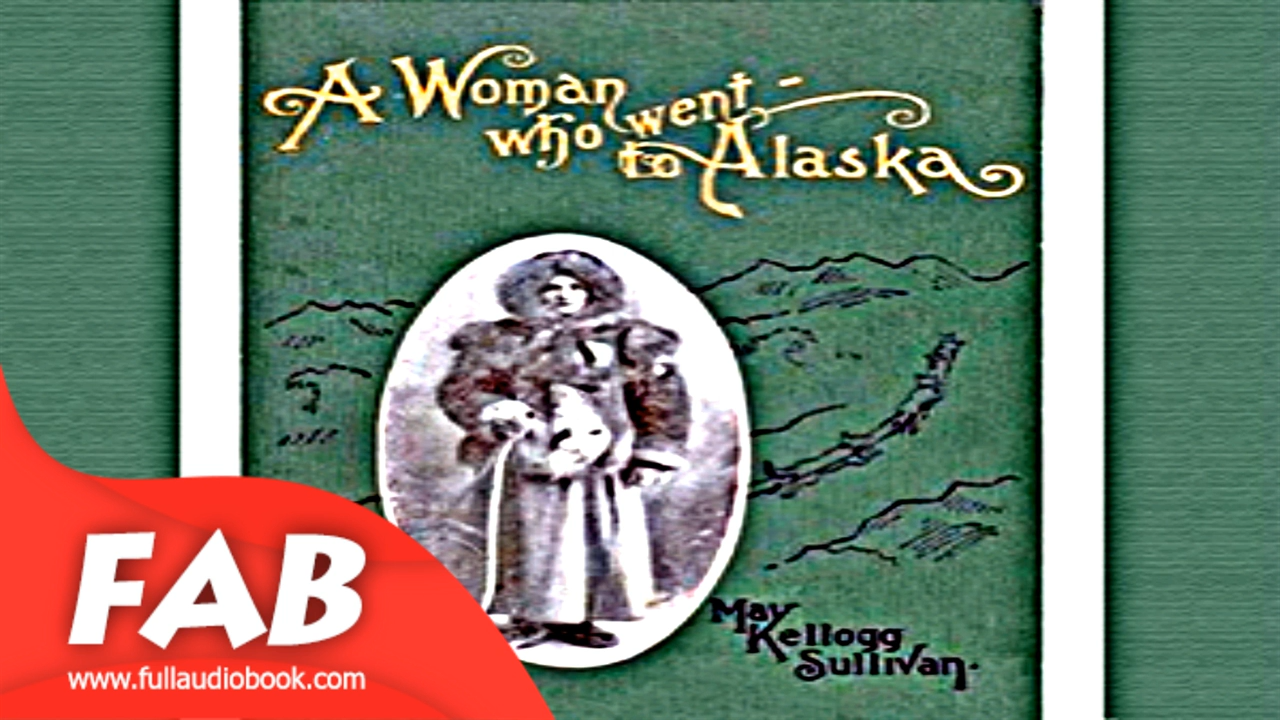 A Woman
who went -
to Alaska
May
Kellogg
Sullivan.
FAB
www.fullaudiobook.com